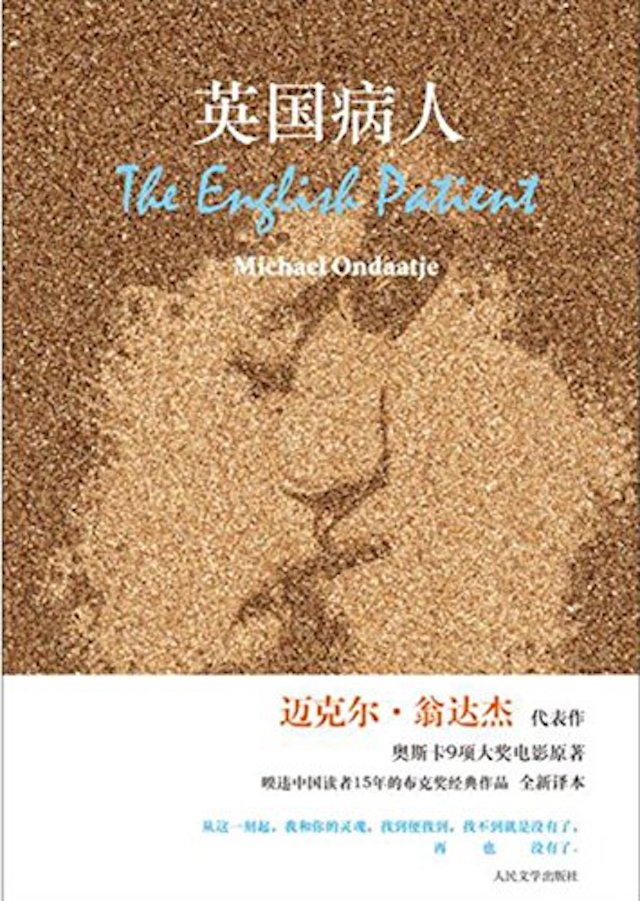 英国病人
The English Patient
Michael Ondaatje
迈克尔·翁达杰 代表作
奥斯卡9项大奖电影原著
暌违中国读者15年的布克奖经典作品 全新译本
从这一刻起，我和你的灵魂，找到便找到，找不到就是没有了，
再 也 没有了。
人民文学出版社